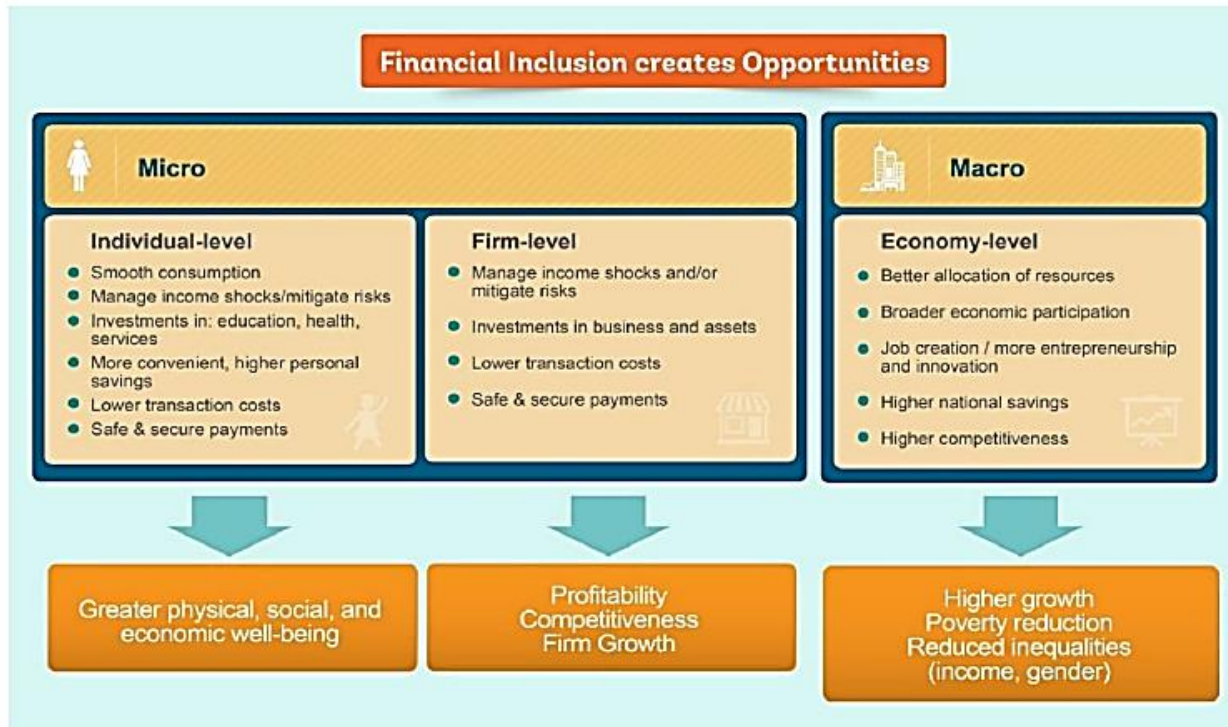 Financial Inclusion creates Opportunities
Micro
Individual-level
Smooth consumption
Manage income shocks/mitigate risks
Investments in: education, health,
services
More convenient, higher personal
savings
Lower transaction costs
Safe & secure payments
Firm-level
Manage income shocks and/or
mitigate risks
Investments in business and assets
Lower transaction costs
Safe & secure payments
Macro
Economy-level
Better allocation of resources
Broader economic participation
Job creation / more entrepreneurship
and innovation
Higher national savings
Higher competitiveness
Greater physical, social, and
economic well-being
Profitability
Competitiveness
Firm Growth
Higher growth
Poverty reduction
Reduced inequalities
(income, gender)